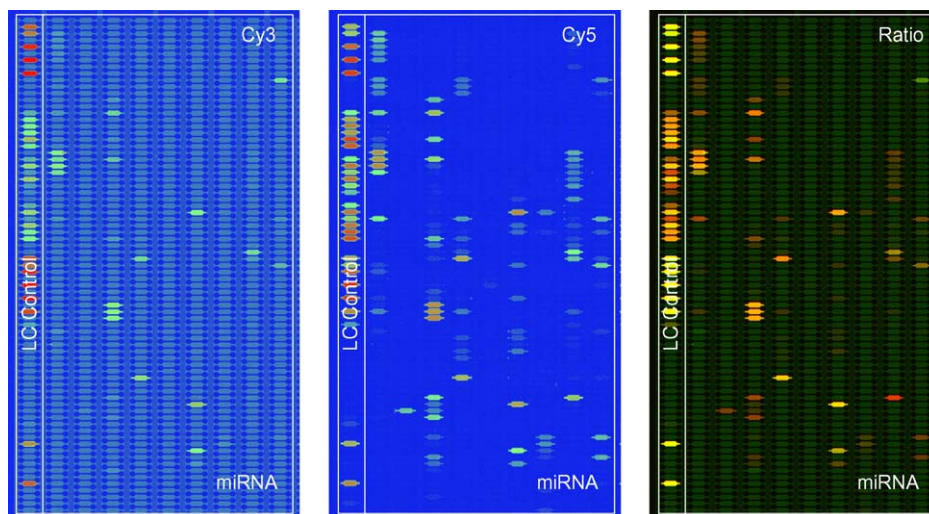 Cy3
LC Control
miRNA
Cy5
LC Control
miRNA
Ratio
LC Control
miRNA